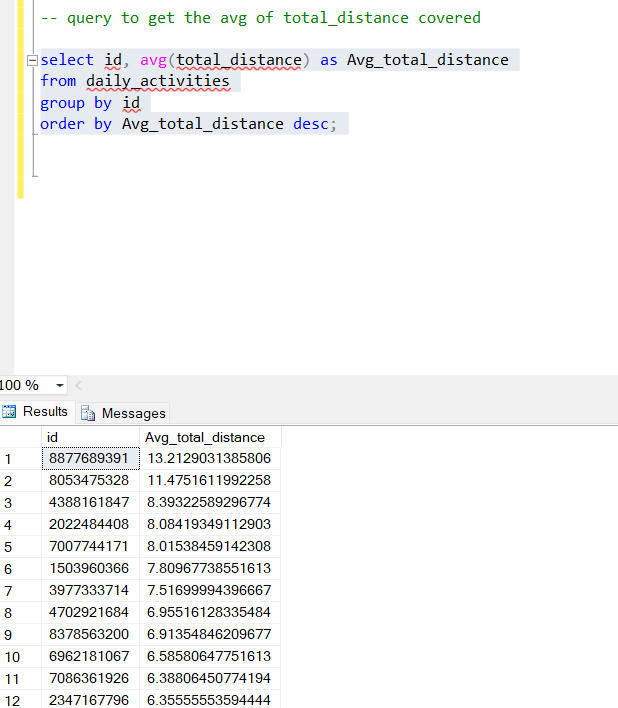 -- query to get the avg of total_distance covered
select id, avg(total_distance) as Avg_total_distance
from daily_activities
group by id
order by Avg_total_distance desc;
100 %
Results Messages
id Avg_total_distance
1 8877689391 13.2129031385806
2 8053475328 11.4751611992258
3 4388161847 8.39322589296774
4 2022484408 8.08419349112903
5 7007744171 8.01538459142308
6 1503960366 7.80967738551613
7 3977333714 7.51699994396667
8 4702921684 6.95516128335484
9 8378563200 6.91354846209677
10 6962181067 6.58580647751613
11 7086361926 6.38806450774194
12 2347167796 6.35555553594444